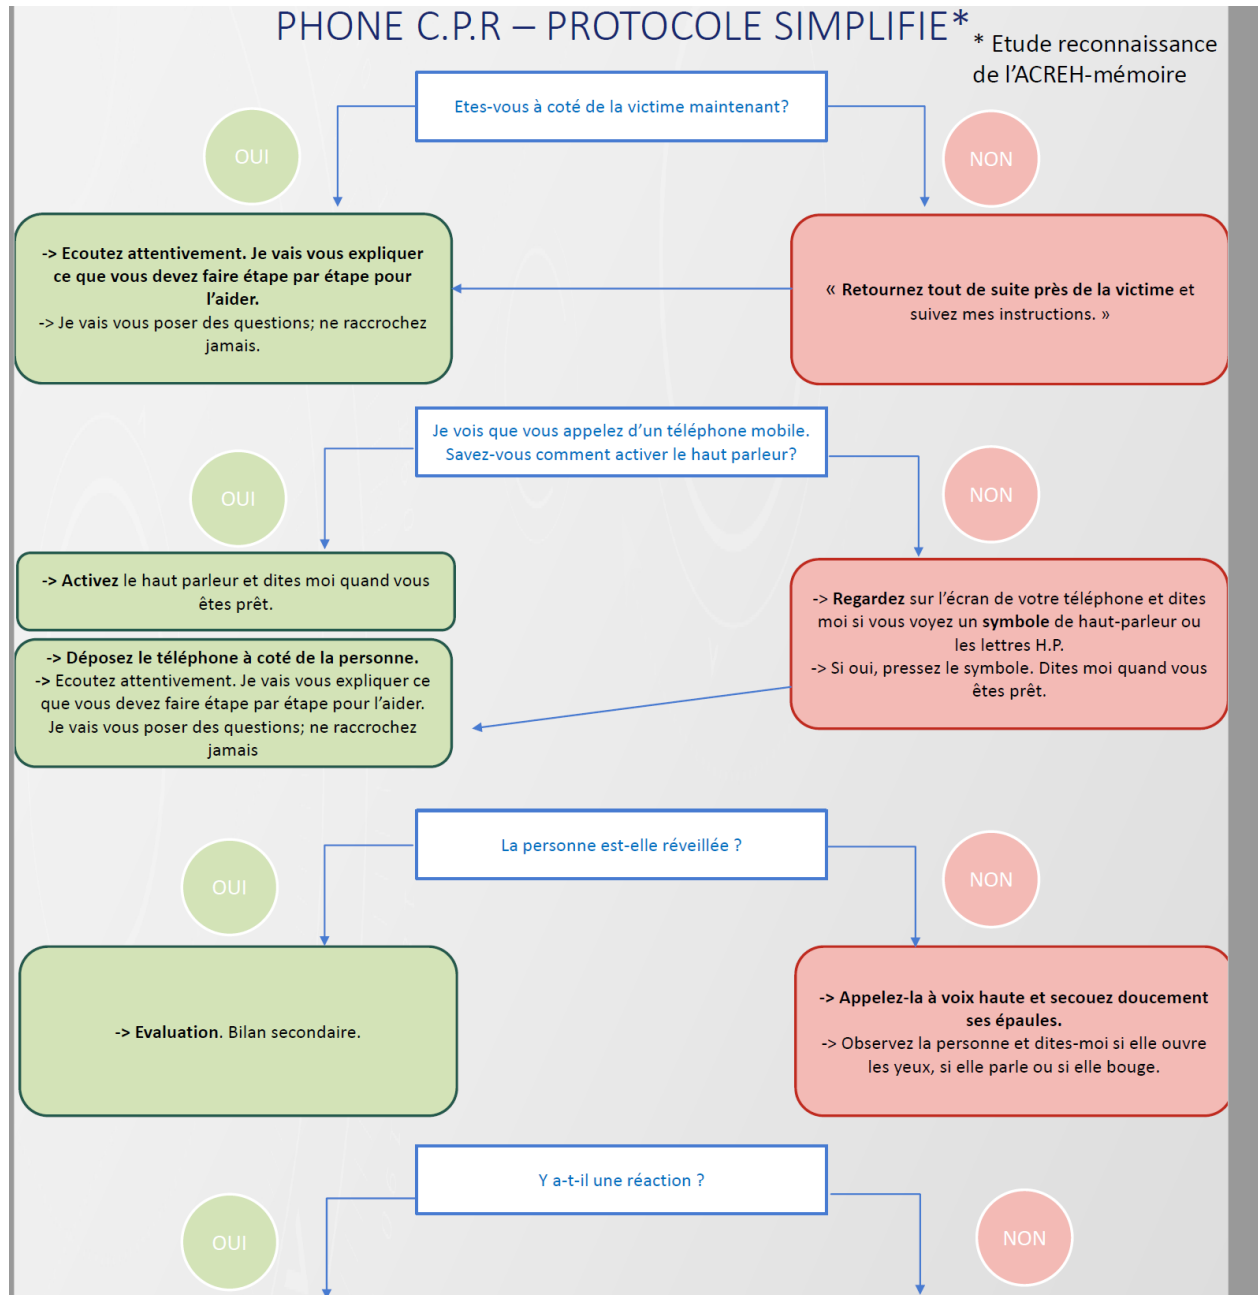 PHONE C.P.R – PROTOCOLE SIMPLIFIE*
* Etude reconnaissance
de l’ACREH-mémoire
Etes-vous à coté de la victime maintenant?
OUI
NON
-> Ecoutez attentivement. Je vais vous expliquer
ce que vous devez faire étape par étape pour
l’aider.
-> Je vais vous poser des questions; ne raccrochez
jamais.
« Retournez tout de suite près de la victime et
suivez mes instructions. »
Je vois que vous appelez d’un téléphone mobile.
Savez-vous comment activer le haut parleur?
OUI
NON
-> Activez le haut parleur et dites moi quand vous
êtes prêt.
-> Déposez le téléphone à coté de la personne.
-> Ecoutez attentivement. Je vais vous expliquer ce
que vous devez faire étape par étape pour l’aider.
Je vais vous poser des questions; ne raccrochez
jamais
-> Regardez sur l’écran de votre téléphone et dites
moi si vous voyez un symbole de haut-parleur ou
les lettres H.P.
-> Si oui, pressez le symbole. Dites moi quand vous
êtes prêt.
La personne est-elle réveillée ?
OUI
NON
-> Evaluation. Bilan secondaire.
-> Appelez-la à voix haute et secouez doucement
ses épaules.
-> Observez la personne et dites-moi si elle ouvre
les yeux, si elle parle ou si elle bouge.
Y a-t-il une réaction ?
OUI
NON